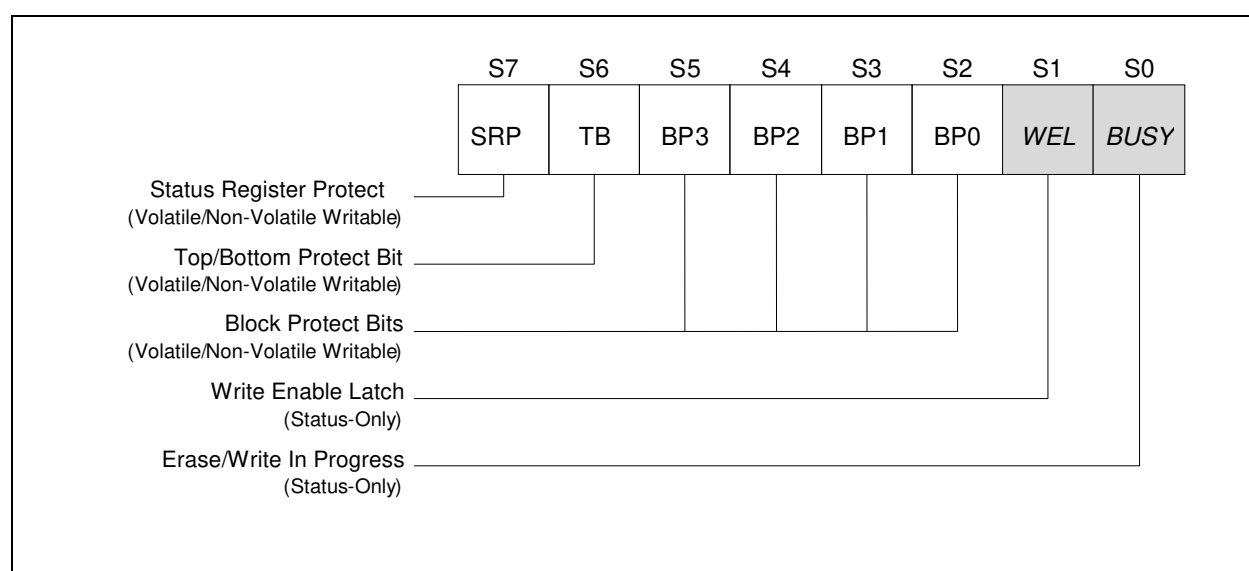 S7 S6 S5 S4 S3 S2 S1 S0
SRP TB BP3 BP2 BP1 BP0 WEL BUSY
Status Register Protect
(Volatile/Non-Volatile Writable)
Top/Bottom Protect Bit
(Volatile/Non-Volatile Writable)
Block Protect Bits
(Volatile/Non-Volatile Writable)
Write Enable Latch
(Status-Only)
Erase/Write In Progress
(Status-Only)